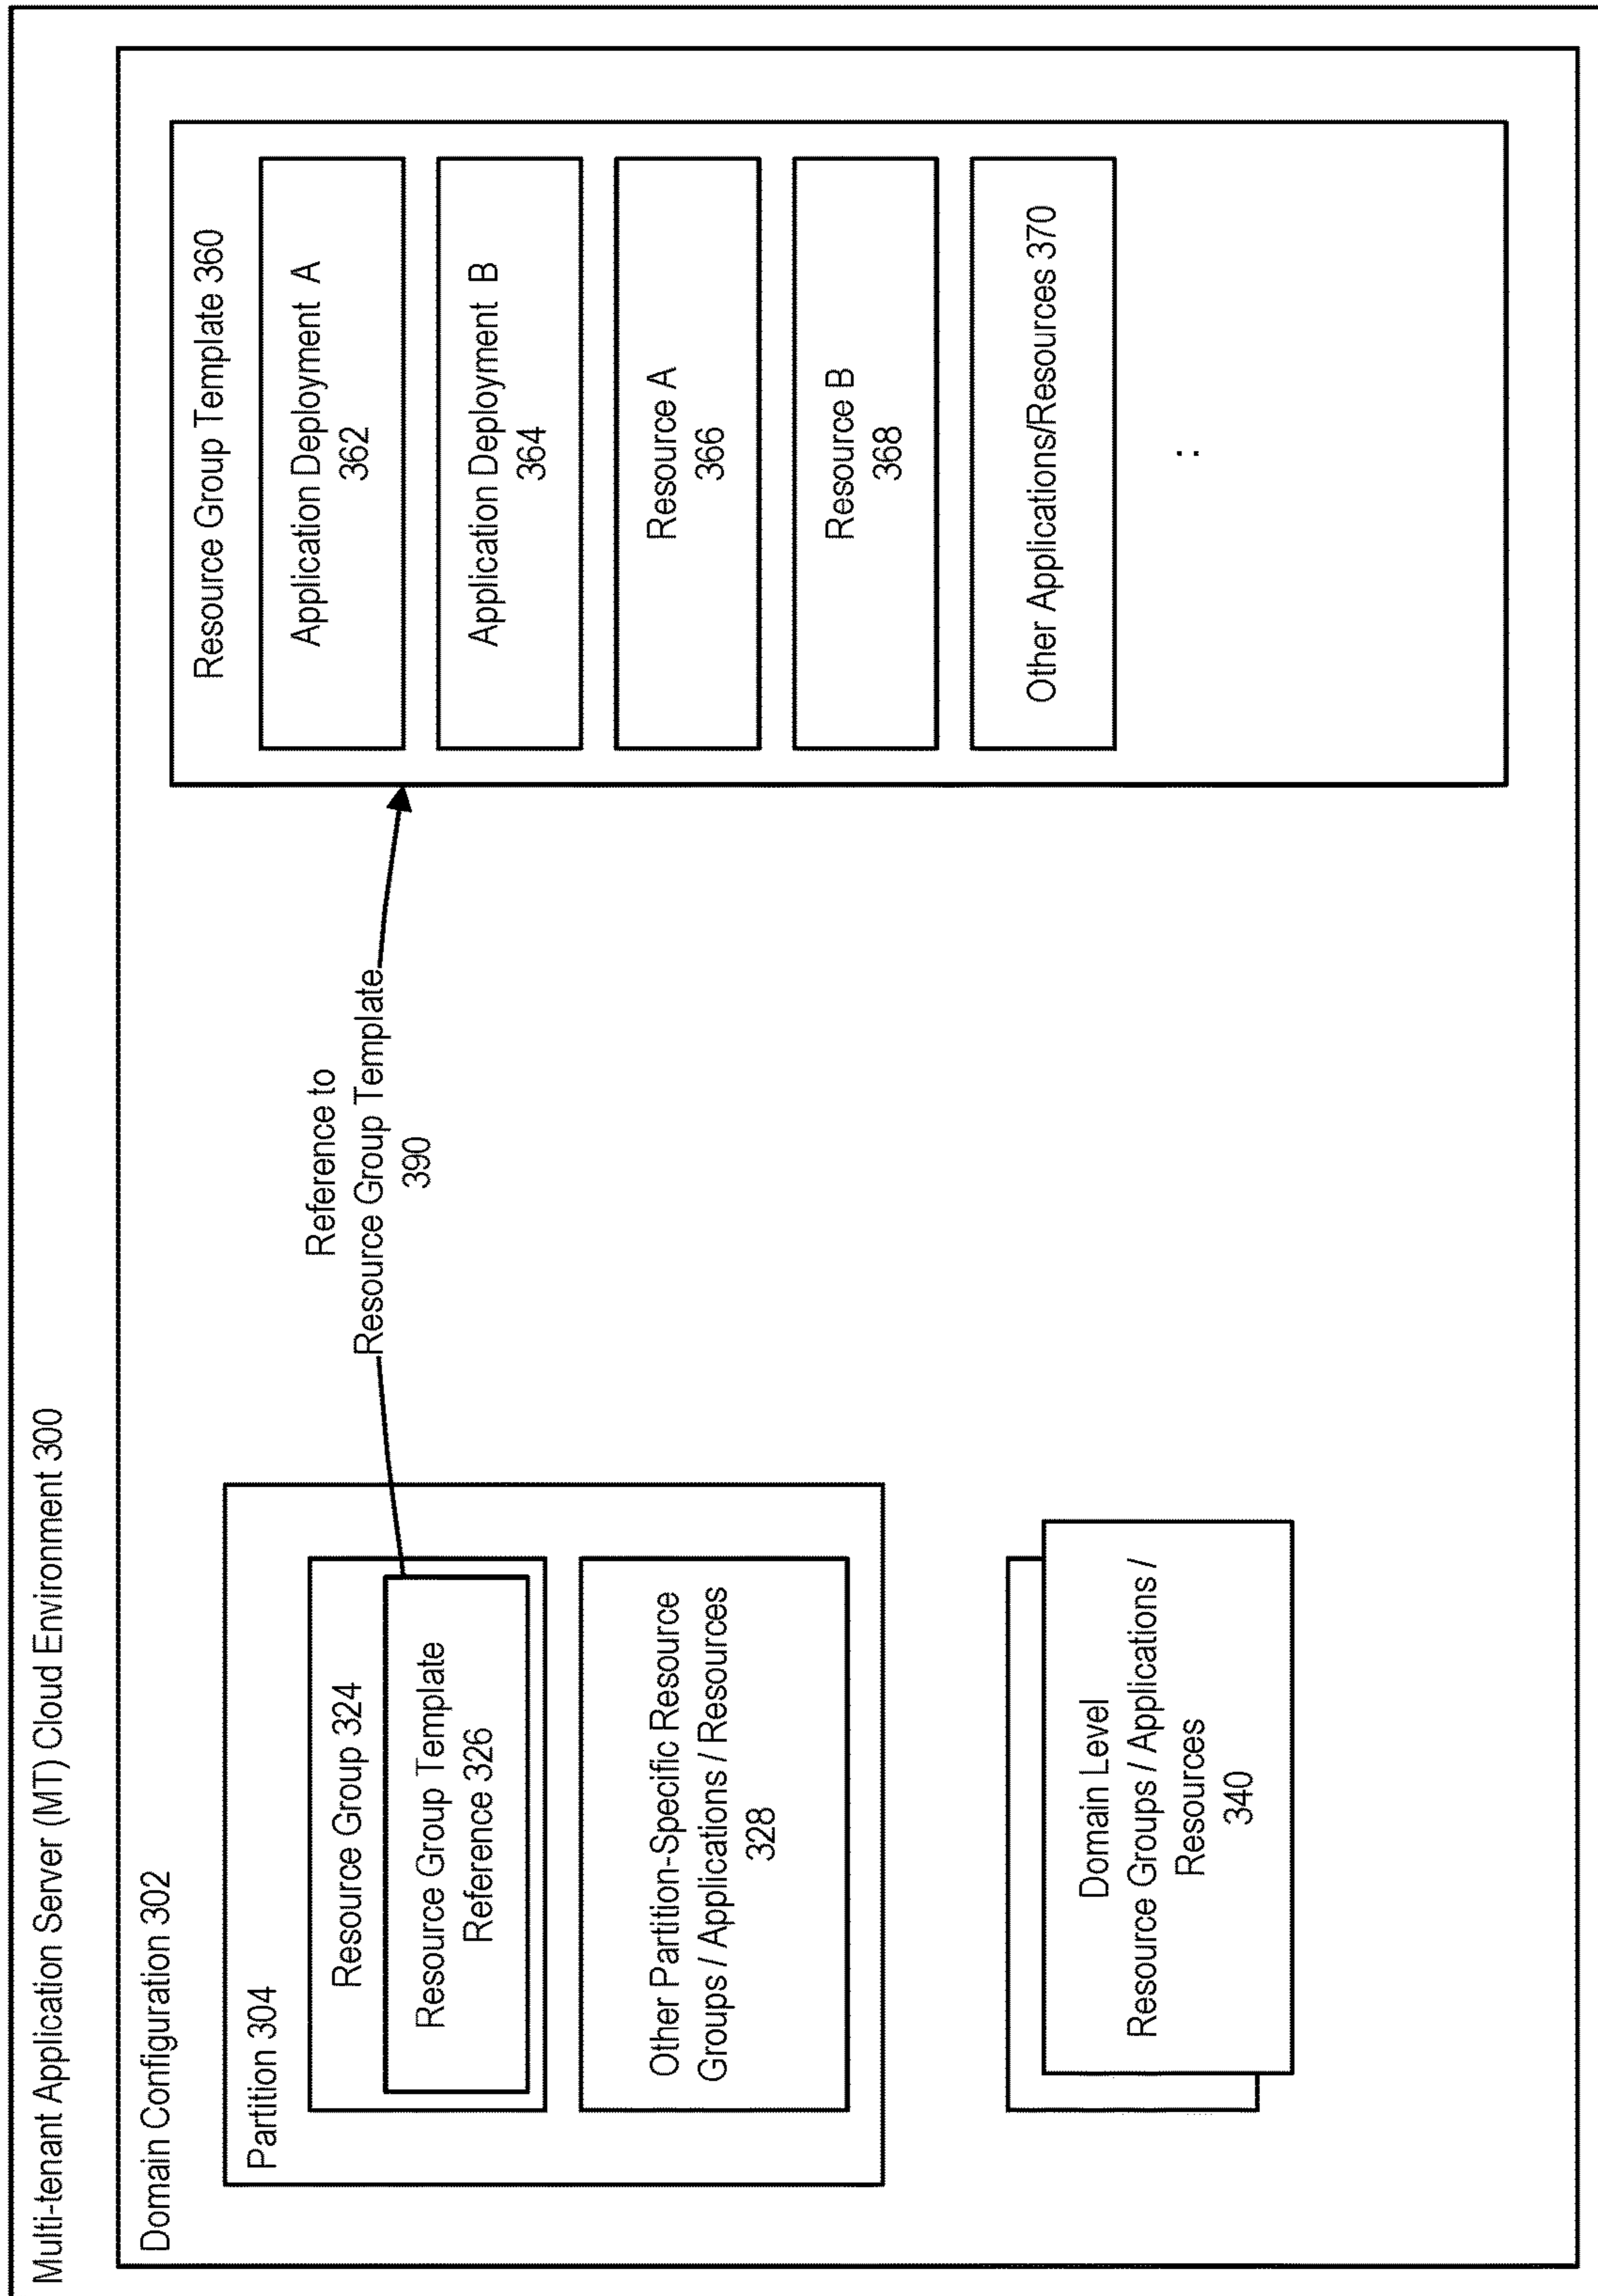 Multi-tenant Application Server (MT) Cloud Environment 300
Domain Configuration 302
Partition 304
Resource Group 324
Resource Group Template
Reference 326
Other Partition-Specific Resource
Groups / Applications / Resources
328
Domain Level
Resource Groups / Applications /
Resources
340
Reference to
Resource Group Template
390
Resource Group Template 360
Application Deployment A
362
Application Deployment B
364
Resource A
366
Resource B
368
Other Applications/Resources 370
: